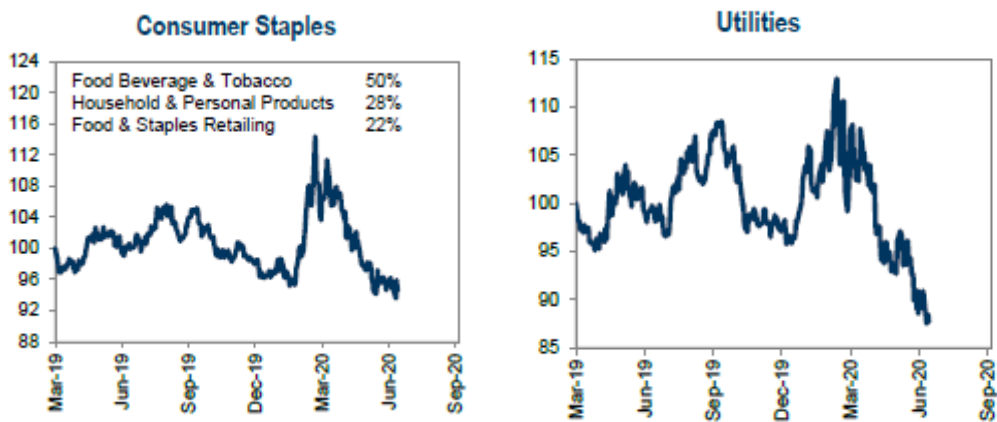 Consumer Staples
124
120
116
112
108
104
100
96
92
88
Food Beverage & Tobacco 50%
Household & Personal Products 28%
Food & Staples Retailing 22%
Mar-19
Jun-19
Sep-19
Dec-19
Mar-20
Jun-20
Sep-20
Utilities
115
110
105
100
95
90
85
Mar-19
Jun-19
Sep-19
Dec-19
Mar-20
Jun-20
Sep-20